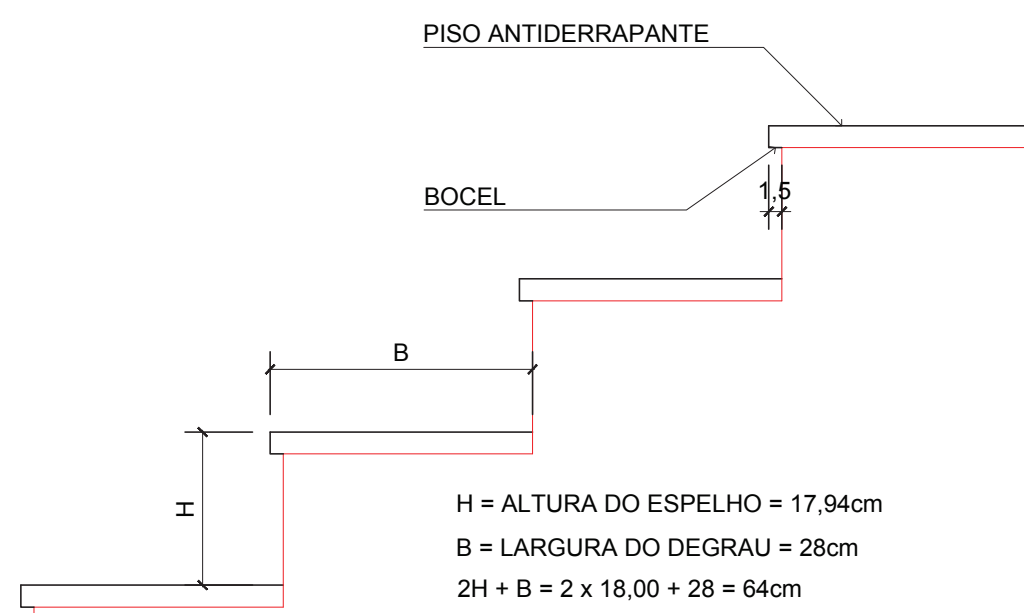 PISO ANTIDERRAPANTE
BOCEL
1,5
B
H
H = ALTURA DO ESPELHO = 17,94cm
B = LARGURA DO DEGRAU = 28cm
2H + B = 2 x 18,00 + 28 = 64cm